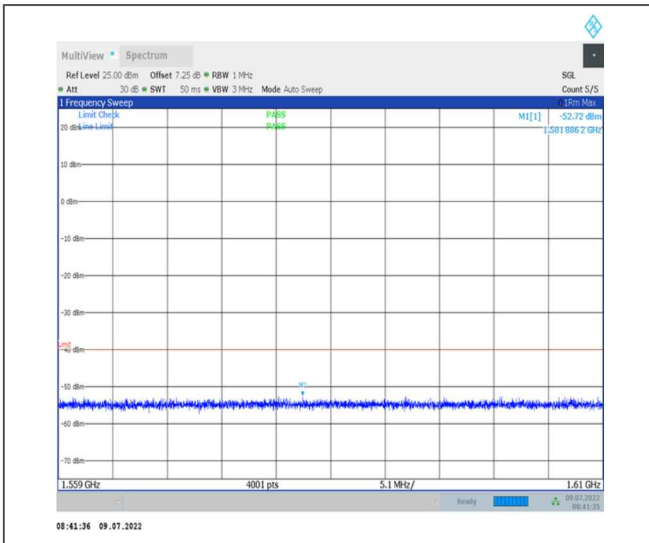 MultiView Spectrum
Ref Level 25.00 dBm Offset 7.25 dB RBW 1 MHz SGL
Att 30 dB SWT 50 ms VBW 3 MHz Mode Auto Sweep Count 5/5
1 Frequency Sweep 1Rm Max
Limit Check PASS M1[1] -52.72 dBm
20 dBm Line Limit PASS 1.581 886 2 GHz
10 dBm
0 dBm
-10 dBm
-20 dBm
-30 dBm
Limit
-40 dBm
-50 dBm
M1
-60 dBm
-70 dBm
1.559 GHz 4001 pts 5.1 MHz/ 1.61 GHz
Ready 09.07.2022
08:41:35
08:41:36 09.07.2022